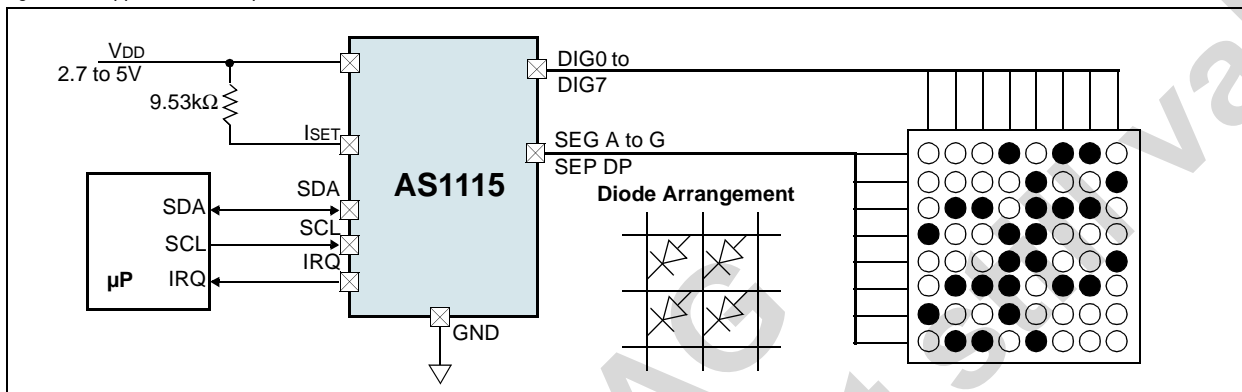 VDD
2.7 to 5V
9.53kΩ
ISET
SDA
SCL
IRQ
µP
SDA
SCL
IRQ
AS1115
GND
DIG0 to
DIG7
SEG A to G
SEP DP
Diode Arrangement